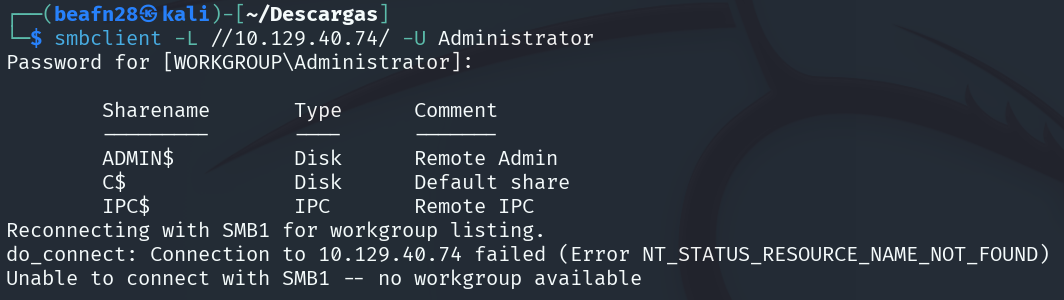 ┌──(beafn28㉿kali)-[~/Descargas]
└─$ smbclient -L //10.129.40.74/ -U Administrator
Password for [WORKGROUP\Administrator]:
Sharename Type Comment
--------- ---- -------
ADMIN$ Disk Remote Admin
C$ Disk Default share
IPC$ IPC Remote IPC
Reconnecting with SMB1 for workgroup listing.
do_connect: Connection to 10.129.40.74 failed (Error NT_STATUS_RESOURCE_NAME_NOT_FOUND)
Unable to connect with SMB1 -- no workgroup available